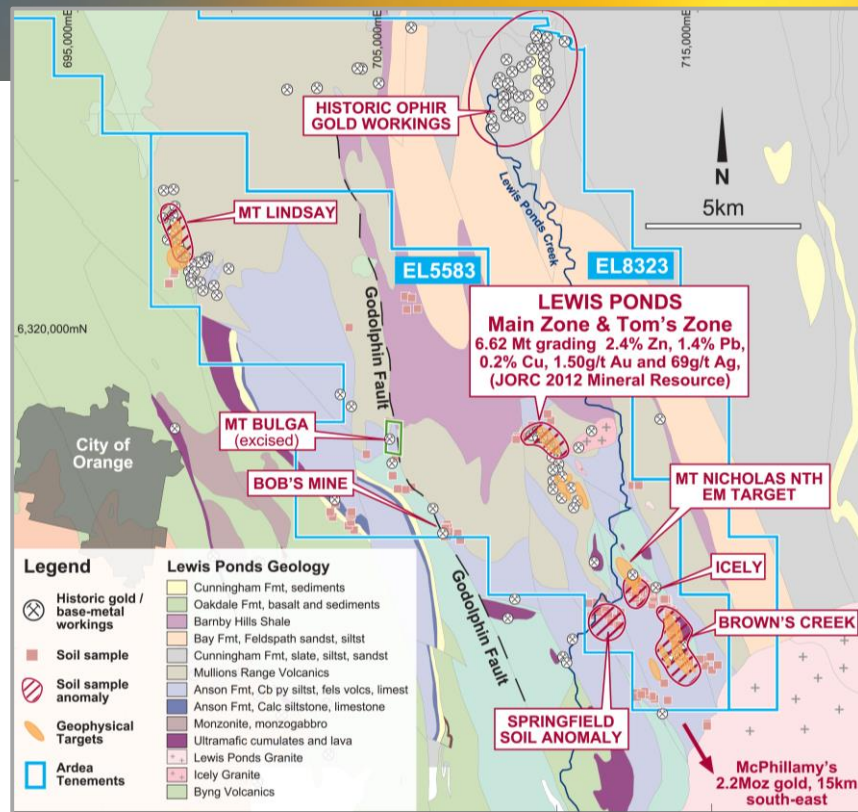 695,000mE
705,000mE
715,000mE
HISTORIC OPHIR
GOLD WORKINGS
N
5km
Lewis Ponds Creek
MT LINDSAY
EL5583
EL8323
Godolphin Fault
LEWIS PONDS
Main Zone & Tom's Zone
6.62 Mt grading 2.4% Zn, 1.4% Pb,
0.2% Cu, 1.50g/t Au and 69g/t Ag,
(JORC 2012 Mineral Resource)
6,320,000mN
City of
Orange
MT BULGA
(excised)
BOB'S MINE
MT NICHOLAS NTH
EM TARGET
ICELY
BROWN'S CREEK
Godolphin Fault
SPRINGFIELD
SOIL ANOMALY
McPhillamy's
2.2Moz gold, 15km
south-east
Legend
Historic gold /
base-metal
workings
Soil sample
Soil sample
anomaly
Geophysical
Targets
Ardea
Tenements
Lewis Ponds Geology
Cunningham Fmt, sediments
Oakdale Fmt, basalt and sediments
Barnby Hills Shale
Bay Fmt, Feldspath sandst, siltst
Cunningham Fmt, slate, siltst, sandst
Mullions Range Volcanics
Anson Fmt, Cb py siltst, fels volcs, limest
Anson Fmt, Calc siltstone, limestone
Monzonite, monzogabbro
Ultramafic cumulates and lava
Lewis Ponds Granite
Icely Granite
Byng Volcanics